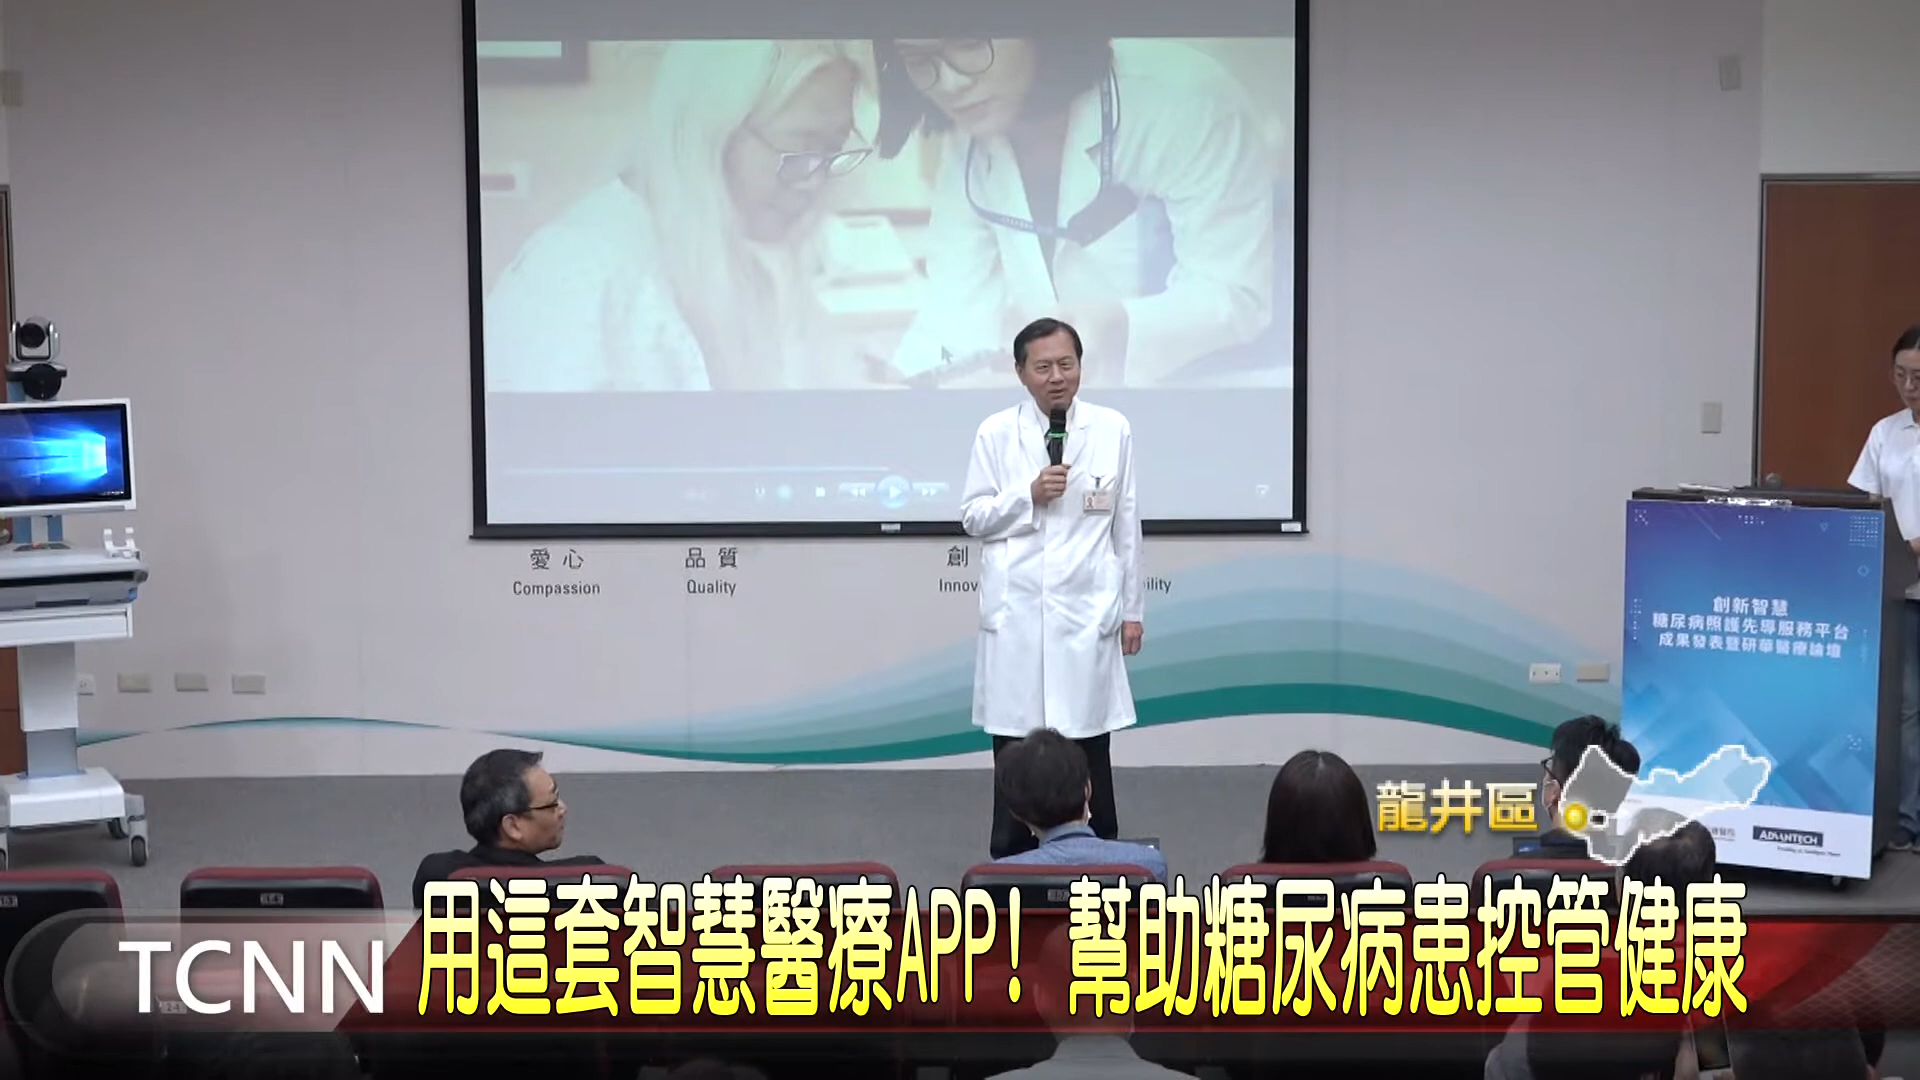 愛心
品質
創
Compassion
Quality
Innov
ility
創新智慧
糖尿病照護先導服務平台
成果發表暨研華醫療論壇
ADVANTECH
龍井區
TCNN
用這套智慧醫療APP! 幫助糖尿病患控管健康